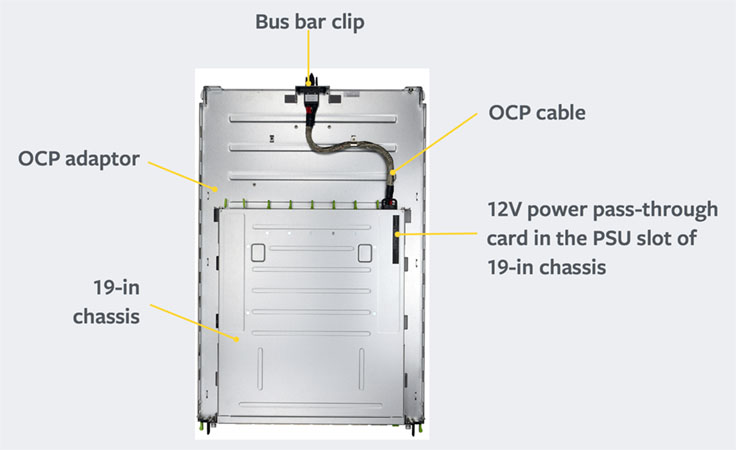 Bus bar clip
OCP cable
OCP adaptor
12V power pass-through
card in the PSU slot of
19-in chassis
19-in
chassis